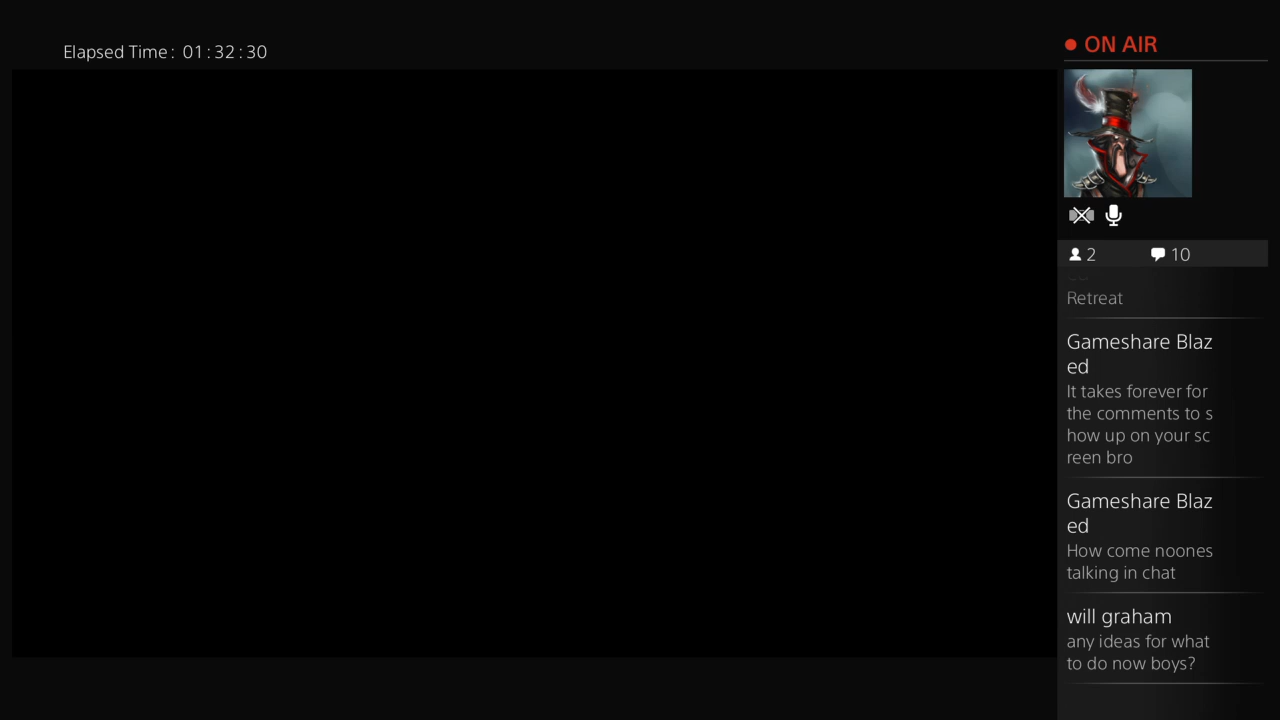 Elapsed Time: 01:32:30
ON AIR
2 10
Retreat
Gameshare Blaz
ed
It takes forever for
the comments to s
how up on your sc
reen bro
Gameshare Blaz
ed
How come noones
talking in chat
will graham
any ideas for what
to do now boys?